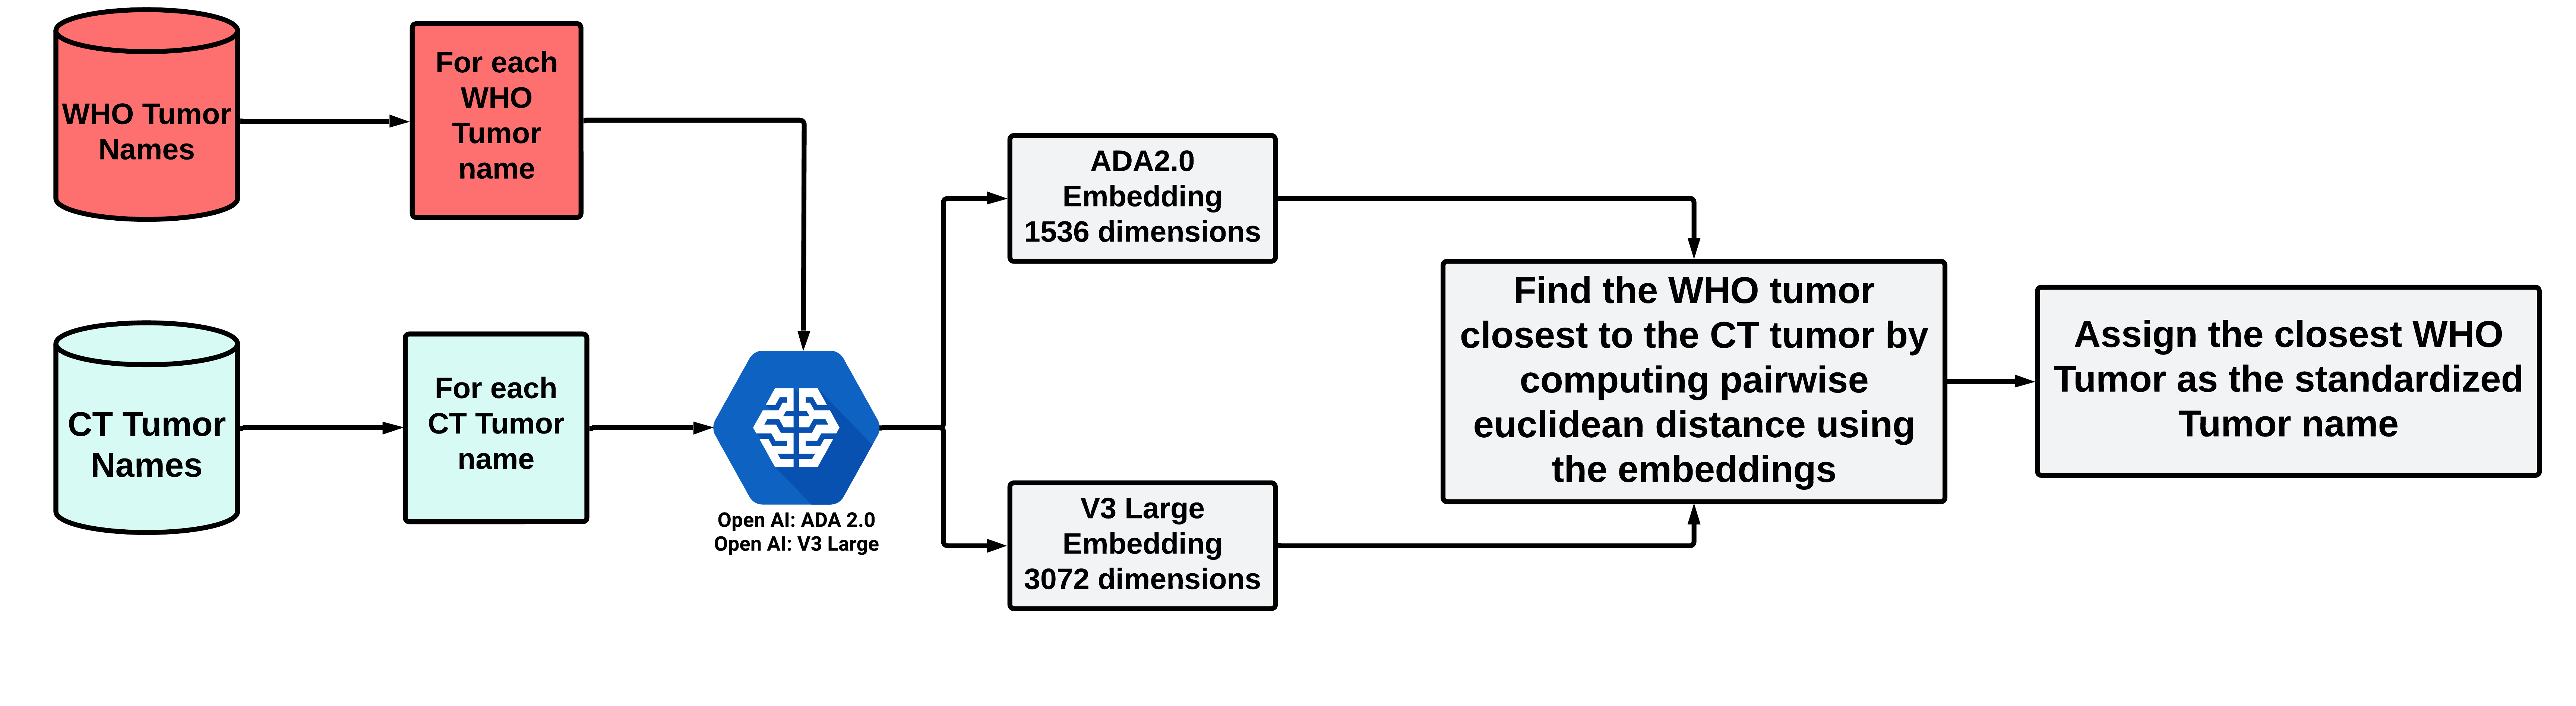 WHO Tumor
Names
For each
WHO
Tumor
name
CT Tumor
Names
For each
CT Tumor
name
Open AI: ADA 2.0
Open AI: V3 Large
ADA2.0
Embedding
1536 dimensions
V3 Large
Embedding
3072 dimensions
Find the WHO tumor
closest to the CT tumor by
computing pairwise
euclidean distance using
the embeddings
Assign the closest WHO
Tumor as the standardized
Tumor name